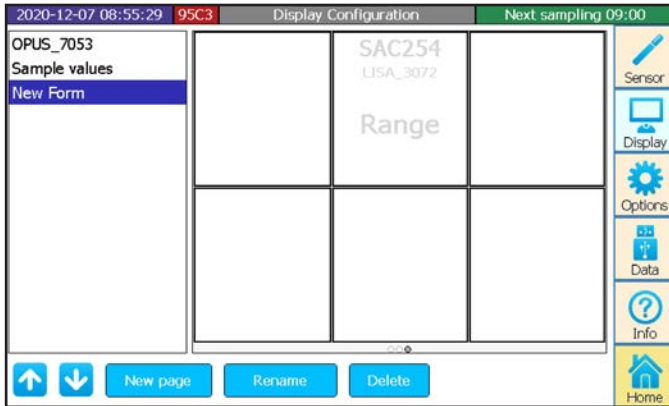 2020-12-07 08:55:29 95C3 Display Configuration Next sampling 09:00
OPUS_7053
Sample values
New Form
SAC254
LISA_3072
Range
Sensor
Display
Options
Data
Info
Home
New page Rename Delete